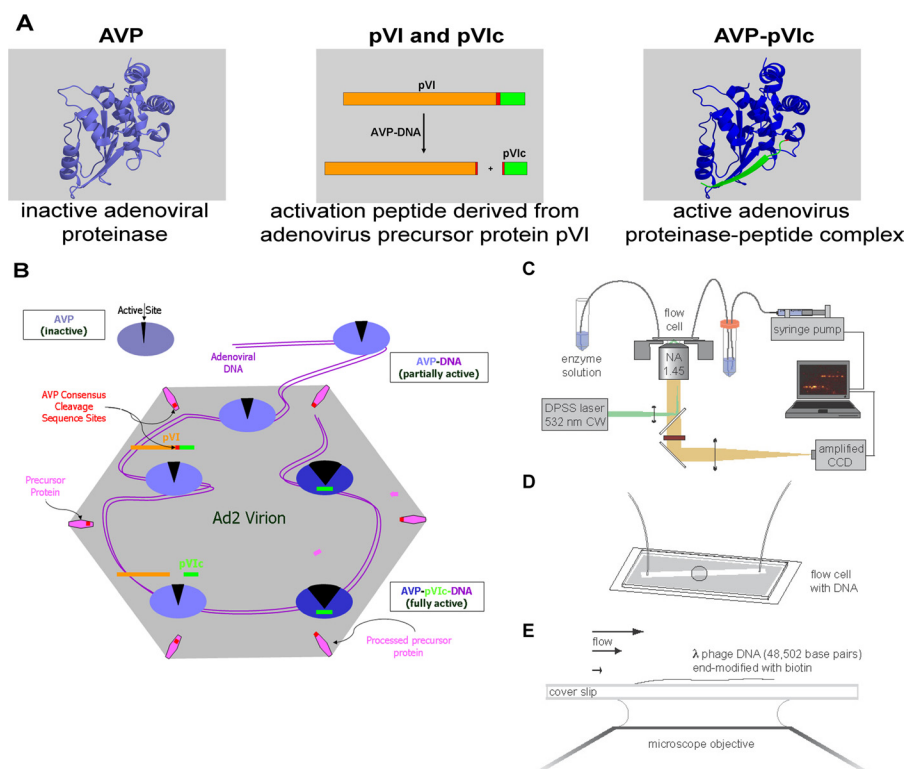 A
AVP
inactive adenoviral
proteinase
pVI and pVIc
pVI
AVP-DNA
pVIc
+
activation peptide derived from
adenovirus precursor protein pVI
AVP-pVIc
active adenovirus
proteinase-peptide complex
B
AVP
(inactive)
Active Site
Adenoviral
DNA
AVP-DNA
(partially active)
AVP Consensus
Cleavage
Sequence Sites
pVI
Precursor
Protein
Ad2 Virion
pVIc
AVP-pVIc-DNA
(fully active)
Processed precursor
protein
C
enzyme
solution
flow
cell
NA
1.45
syringe pump
DPSS laser
532 nm CW
amplified
CCD
D
flow cell
with DNA
E
flow
λ phage DNA (48,502 base pairs)
end-modified with biotin
cover slip
microscope objective